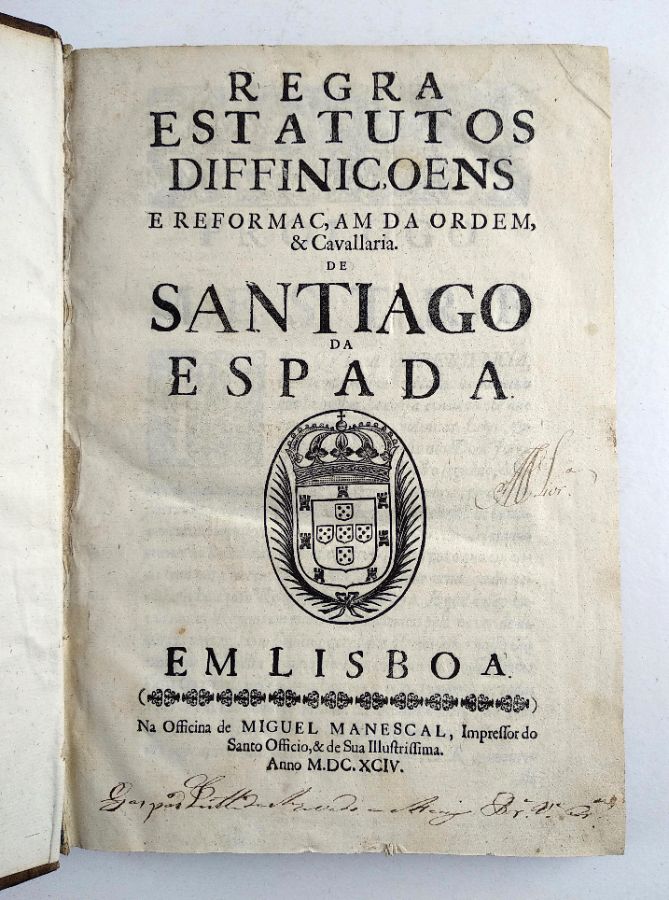 REGRA
ESTATUTOS
DIFFINIC,OENS
E REFORMAC,AM DA ORDEM,
& Cavallaria.
DE
SANTIAGO
DA
ESPADA.
EM LISBOA.
Na Officina de MIGUEL MANESCAL, Impreſſor do
Santo Officio, & de Sua Illuſtriſſima.
Anno M.DC.XCIV.